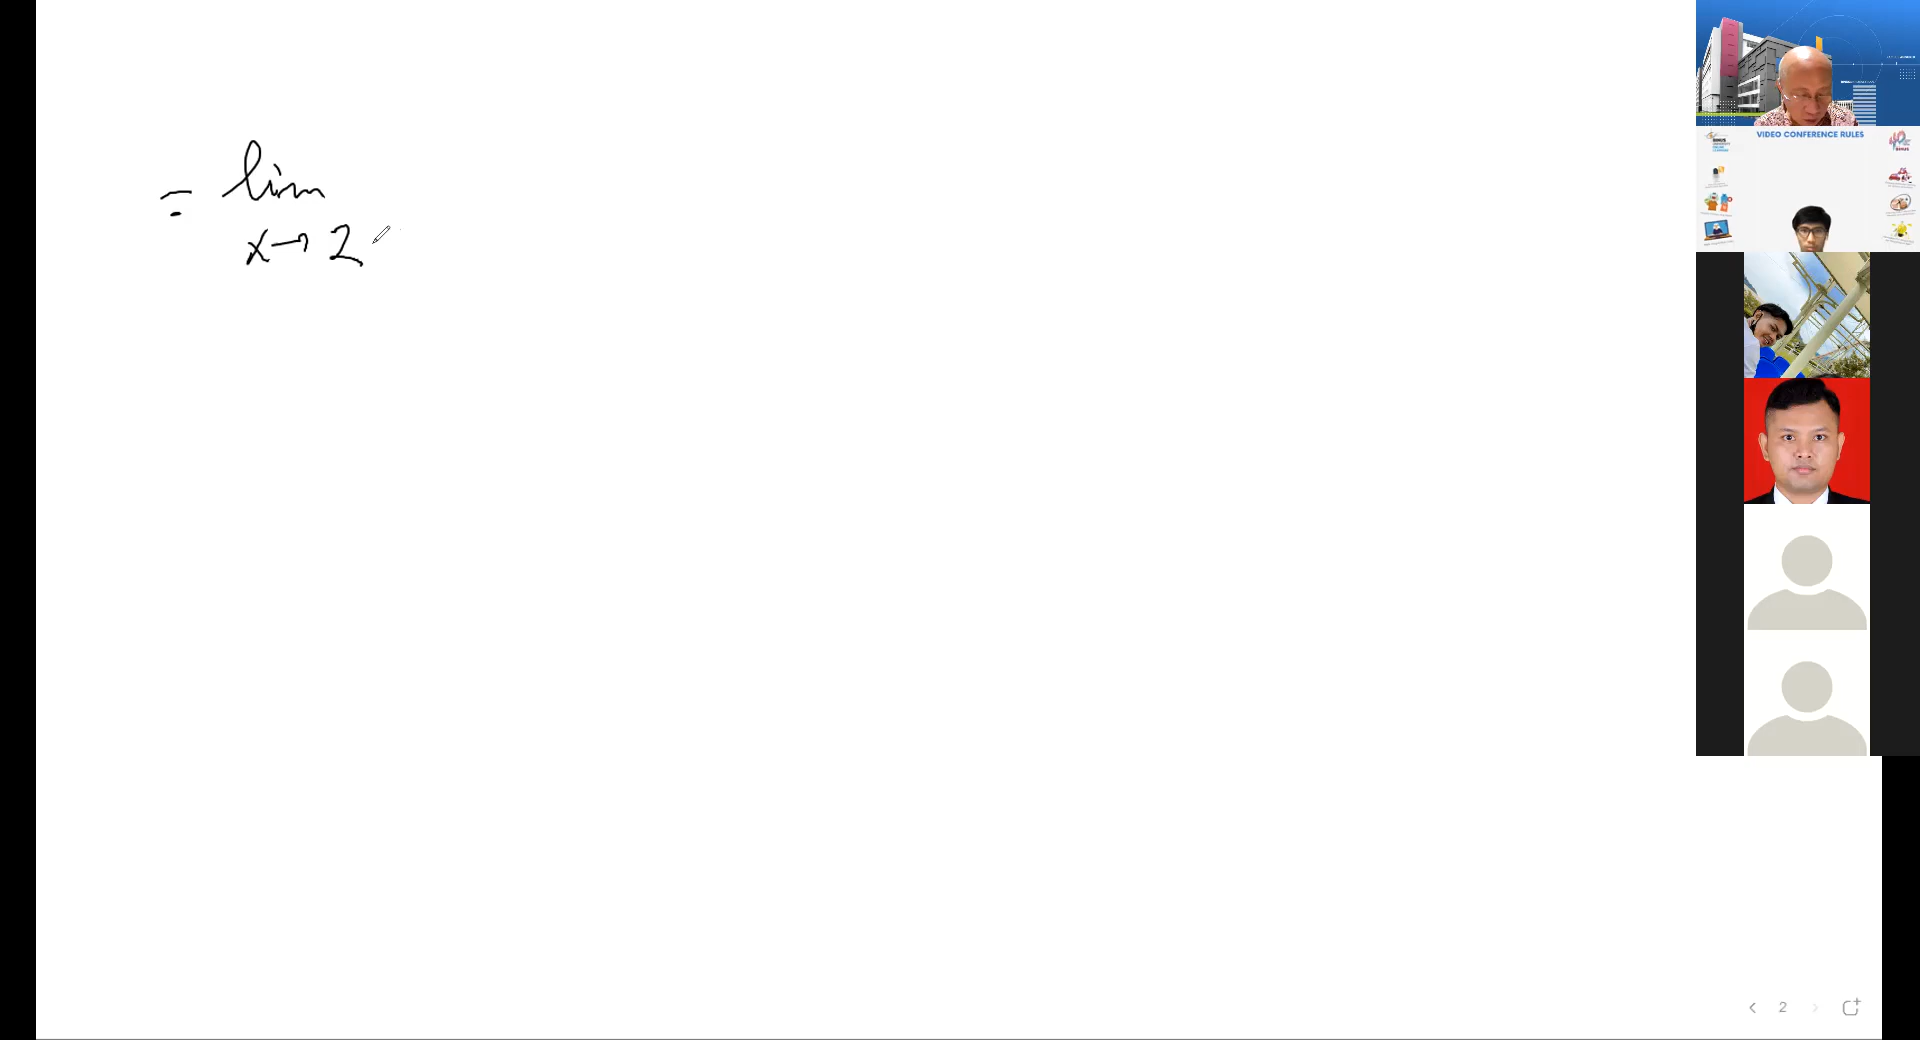 = lim
x→2
VIDEO CONFERENCE RULES
2